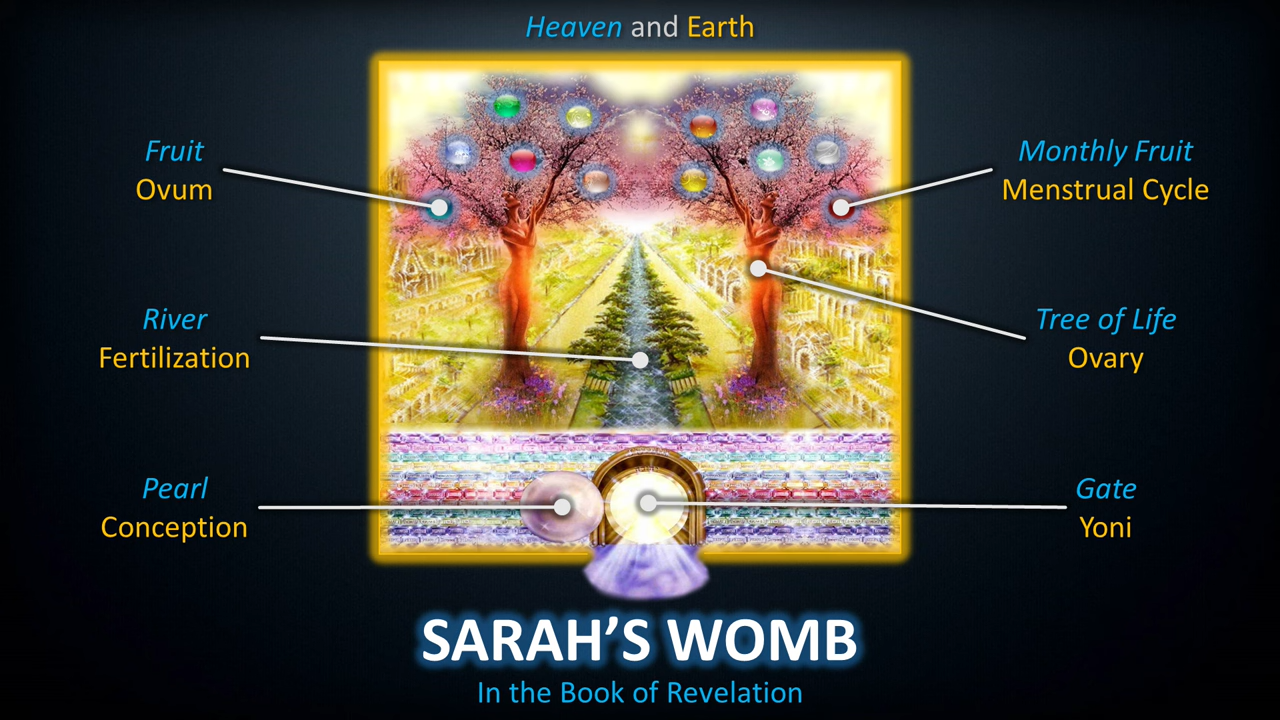 Heaven and Earth
Fruit
Ovum
Monthly Fruit
Menstrual Cycle
River
Fertilization
Tree of Life
Ovary
Pearl
Conception
Gate
Yoni
SARAH'S WOMB
In the Book of Revelation